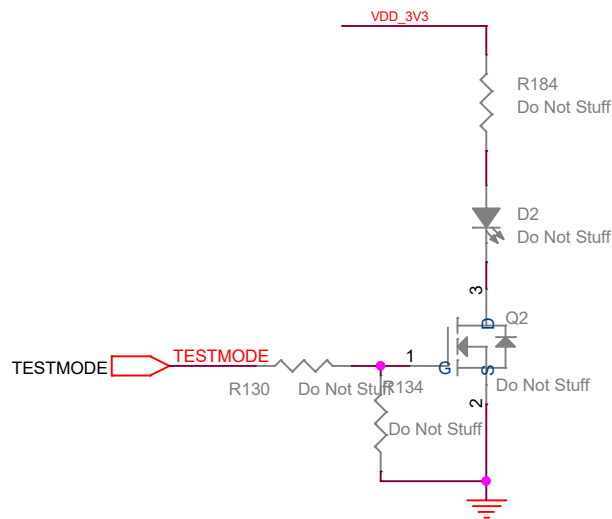 VDD_3V3
R184
Do Not Stuff
D2
Do Not Stuff
3
D
Q2
TESTMODE
TESTMODE
1
G
S
R130
Do Not Stuff
R134
Do Not Stuff
2
Do Not Stuff